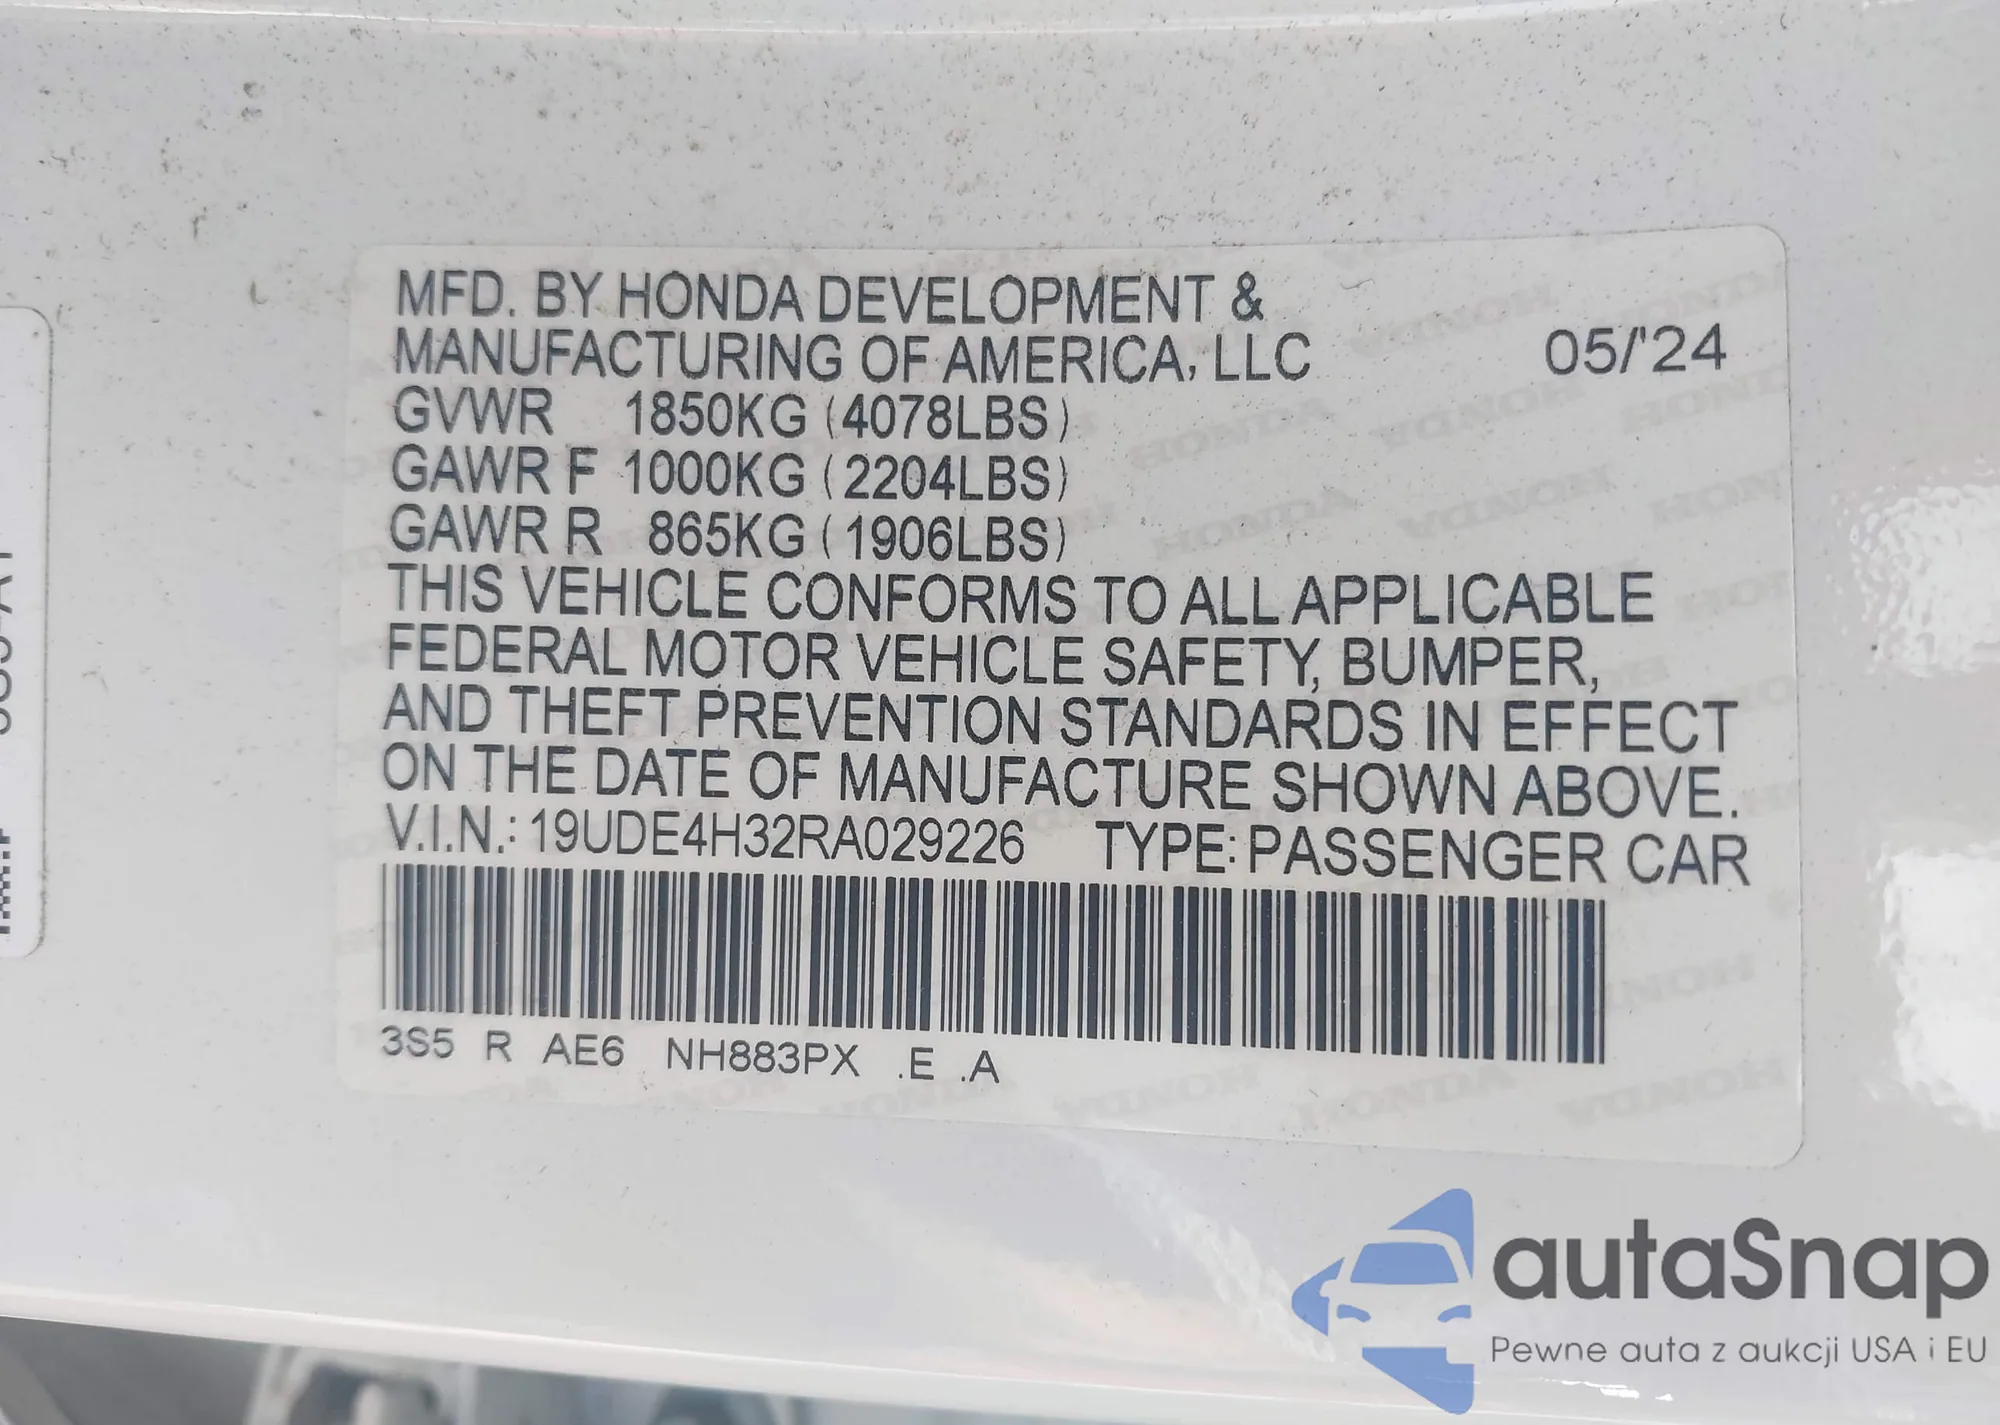 MFD. BY HONDA DEVELOPMENT &
MANUFACTURING OF AMERICA, LLC 05/'24
GVWR 1850KG (4078LBS)
GAWR F 1000KG (2204LBS)
GAWR R 865KG (1906LBS)
THIS VEHICLE CONFORMS TO ALL APPLICABLE
FEDERAL MOTOR VEHICLE SAFETY, BUMPER,
AND THEFT PREVENTION STANDARDS IN EFFECT
ON THE DATE OF MANUFACTURE SHOWN ABOVE.
V.I.N.: 19UDE4H32RA029226 TYPE: PASSENGER CAR
3S5 R AE6 NH883PX .E .A
autaSnap
Pewne auta z aukcji USA i EU